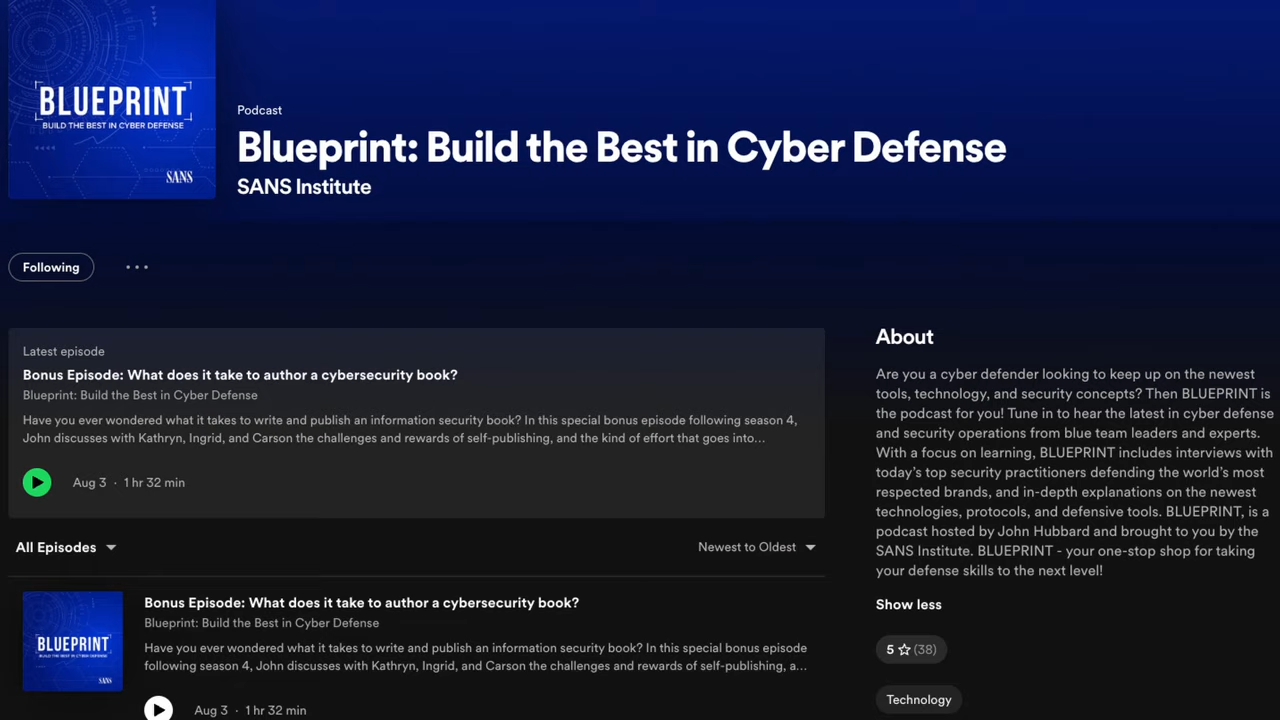 BLUEPRINT
BUILD THE BEST IN CYBER DEFENSE
SANS
Podcast
Blueprint: Build the Best in Cyber Defense
SANS Institute
Following
Latest episode
Bonus Episode: What does it take to author a cybersecurity book?
Blueprint: Build the Best in Cyber Defense
Have you ever wondered what it takes to write and publish an information security book? In this special bonus episode following season 4,
John discusses with Kathryn, Ingrid, and Carson the challenges and rewards of self-publishing, and the kind of effort that goes into…
Aug 3 · 1 hr 32 min
All Episodes
Newest to Oldest
BLUEPRINT
BUILD THE BEST IN CYBER DEFENSE
SANS
Bonus Episode: What does it take to author a cybersecurity book?
Blueprint: Build the Best in Cyber Defense
Have you ever wondered what it takes to write and publish an information security book? In this special bonus episode
following season 4, John discusses with Kathryn, Ingrid, and Carson the challenges and rewards of self-publishing, a…
Aug 3 · 1 hr 32 min
About
Are you a cyber defender looking to keep up on the newest
tools, technology, and security concepts? Then BLUEPRINT is
the podcast for you! Tune in to hear the latest in cyber defense
and security operations from blue team leaders and experts.
With a focus on learning, BLUEPRINT includes interviews with
today's top security practitioners defending the world's most
respected brands, and in-depth explanations on the newest
technologies, protocols, and defensive tools. BLUEPRINT, is a
podcast hosted by John Hubbard and brought to you by the
SANS Institute. BLUEPRINT - your one-stop shop for taking
your defense skills to the next level!
Show less
5 ☆ (38)
Technology